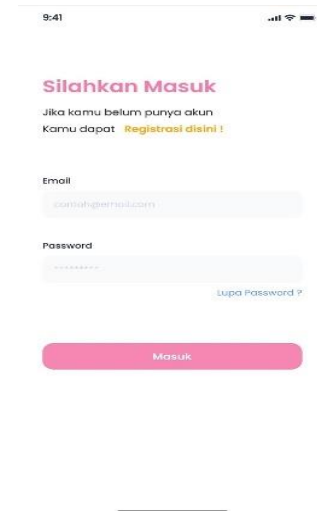 9:41
Silahkan Masuk
Jika kamu belum punya akun
Kamu dapat Registrasi disini !
Email
contoh@email.com
Password
*********
Lupa Password ?
Masuk